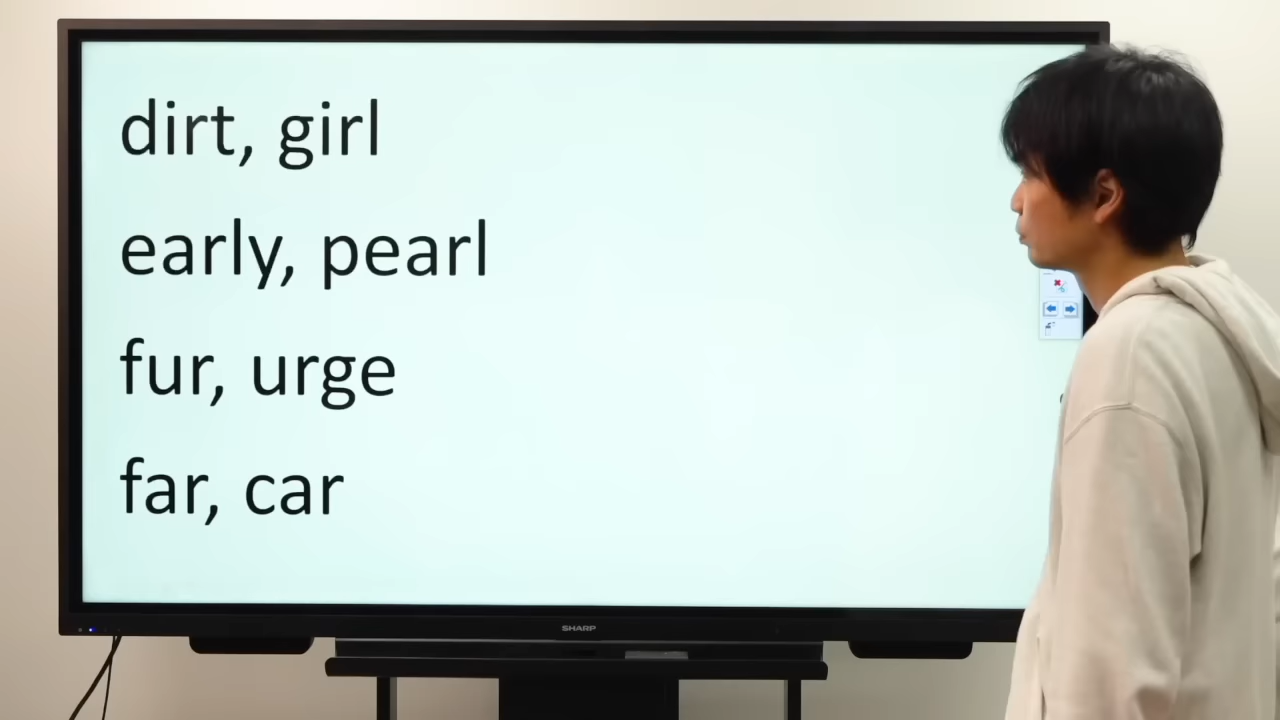 dirt, girl
early, pearl
fur, urge
far, car
SHARP